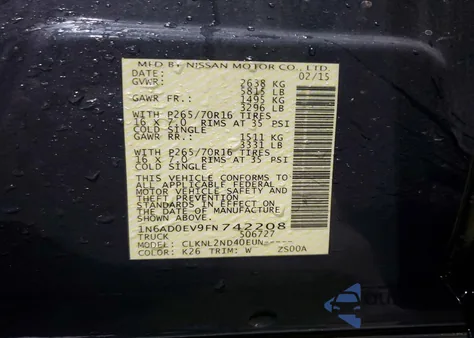 MFD BY NISSAN MOTOR CO., LTD.
DATE: 02/15
GVWR: 2638 KG
5815 LB
GAWR FR.: 1495 KG
3296 LB
WITH P265/70R16 TIRES
16 X 7.0 RIMS AT 35 PSI
COLD SINGLE
GAWR RR.: 1511 KG
3331 LB
WITH P265/70R16 TIRES
16 X 7.0 RIMS AT 35 PSI
COLD SINGLE
THIS VEHICLE CONFORMS TO
ALL APPLICABLE FEDERAL
MOTOR VEHICLE SAFETY AND
THEFT PREVENTION
STANDARDS IN EFFECT ON
THE DATE OF MANUFACTURE
SHOWN ABOVE.
1N6AD0EV9FN742208
TRUCK 506727
MODEL: CLKNL2ND40EUN-----
COLOR: K26 TRIM: W ZS00A